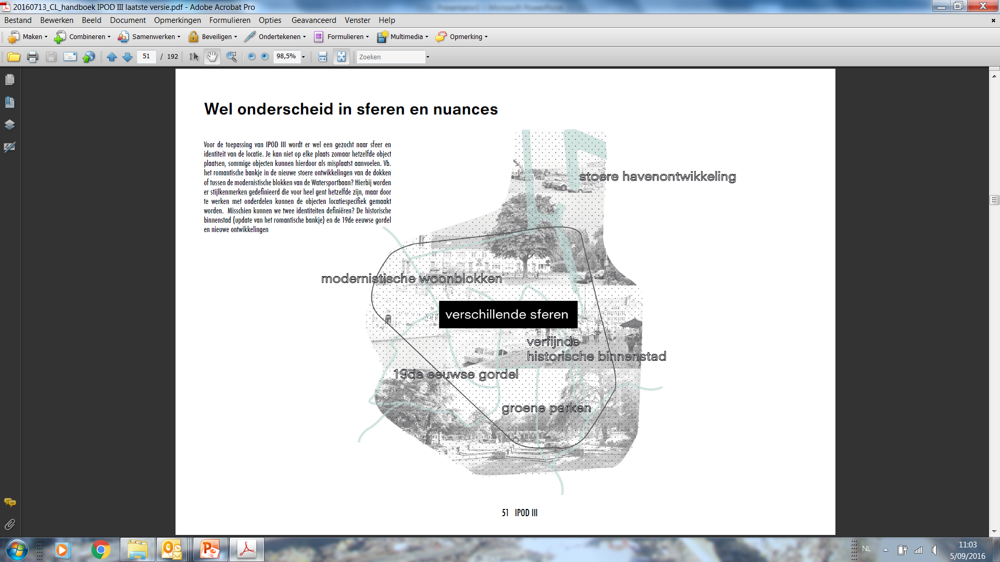 20160713_CL_handboek IPOD III laatste versie.pdf - Adobe Acrobat Pro
Bestand Bewerken Beeld Document Opmerkingen Formulieren Opties Geavanceerd Venster Help
Maken Combineren Samenwerken Beveiligen Ondertekenen Formulieren Multimedia Opmerking
51 / 192 98,5% Zoeken
Wel onderscheid in sferen en nuances
Voor de toepassing van IPOD III wordt er wel een gezocht naar sfeer en
identiteit van de locatie. Je kan niet op elke plaats zomaar hetzelfde object
plaatsen, sommige objecten kunnen hierdoor als misplaatst aanvoelen. Vb.
het romantische bankje in de nieuwe stoere ontwikkelingen van de dokken
of tussen de modernistische blokken van de Watersportbaan? Hierbij worden
er stijlkenmerken gedefinieerd die voor heel gent hetzelfde zijn, maar door
te werken met onderdelen kunnen de objecten locatiespecifiek gemaakt
worden. Misschien kunnen we twee identiteiten definiëren? De historische
binnenstad (update van het romantische bankje) en de 19de eeuwse gordel
en nieuwe ontwikkelingen
stoere havenontwikkeling
modernistische woonblokken
verschillende sferen
verfijnde
historische binnenstad
19de eeuwse gordel
groene parken
51 IPOD III
NL
11:03
5/09/2016